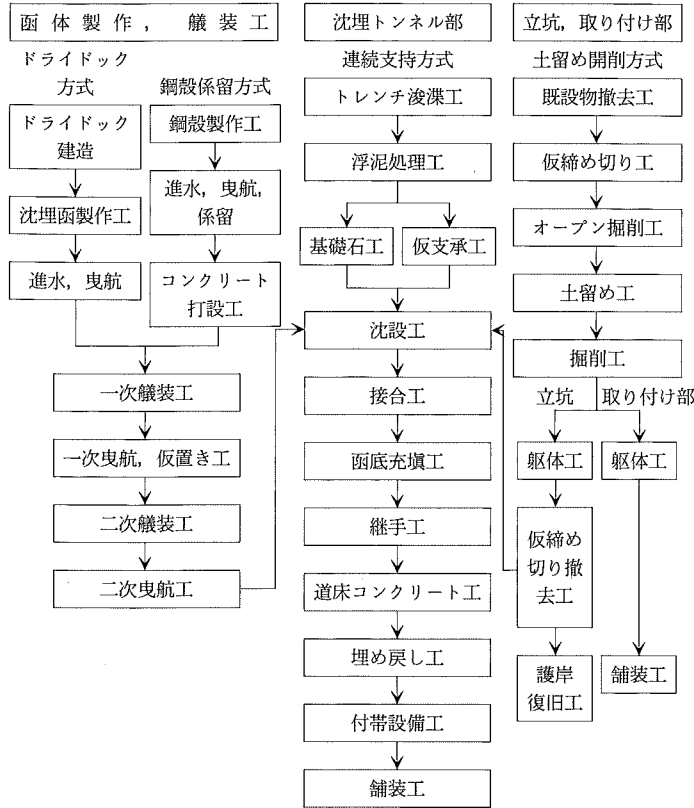 函体製作，艤装工
ドライドック
方式
鋼殻係留方式
ドライドック
建造
鋼殻製作工
沈埋函製作工
進水，曳航，
係留
進水，曳航
コンクリート
打設工
一次艤装工
一次曳航，仮置き工
二次艤装工
二次曳航工
沈埋トンネル部
連続支持方式
トレンチ浚渫工
浮泥処理工
基礎石工
仮支承工
沈設工
接合工
函底充塡工
継手工
道床コンクリート工
埋め戻し工
付帯設備工
舗装工
立坑，取り付け部
土留め開削方式
既設物撤去工
仮締め切り工
オープン掘削工
土留め工
掘削工
立坑
取り付け部
躯体工
躯体工
仮締め
切り撤
去工
護岸
復旧工
舗装工